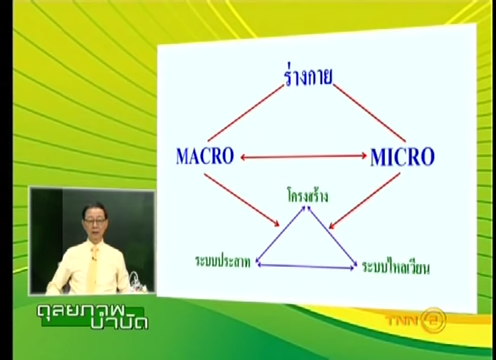 ร่างกาย
MACRO
MICRO
โครงสร้าง
ระบบประสาท
ระบบไหลเวียน
ดุลยภาพ
บำบัด
TNN 2